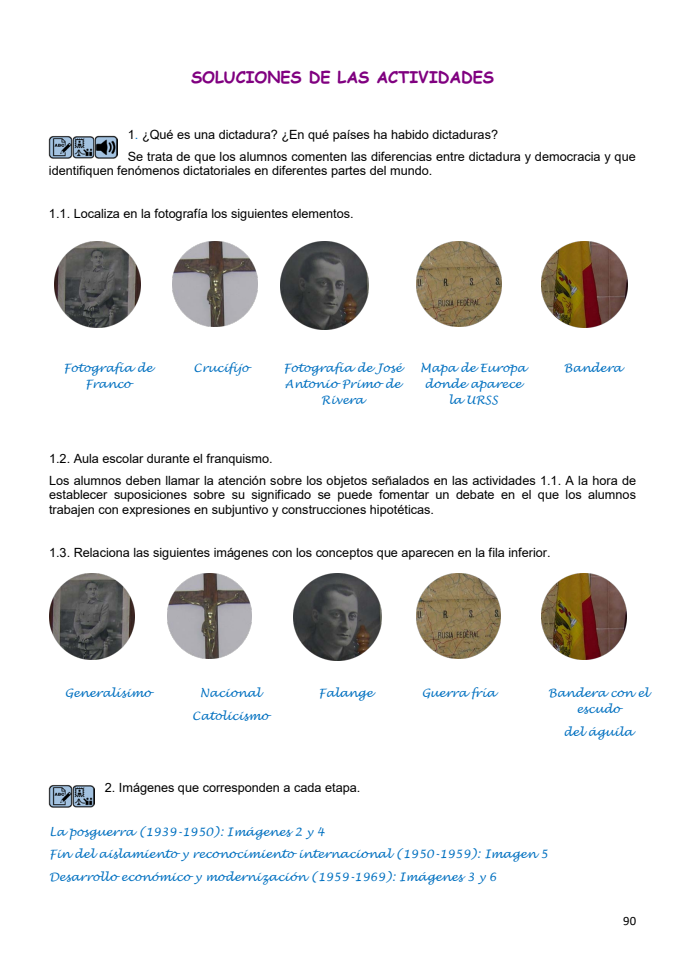 SOLUCIONES DE LAS ACTIVIDADES
1. ¿Qué es una dictadura? ¿En qué países ha habido dictaduras?
Se trata de que los alumnos comenten las diferencias entre dictadura y democracia y que
identifiquen fenómenos dictatoriales en diferentes partes del mundo.
1.1. Localiza en la fotografía los siguientes elementos.
U. R. S. S.
RUSIA FEDERAL
Fotografía de
Franco
Crucifijo
Fotografía de José
Antonio Primo de
Rivera
Mapa de Europa
donde aparece
la URSS
Bandera
1.2. Aula escolar durante el franquismo.
Los alumnos deben llamar la atención sobre los objetos señalados en las actividades 1.1. A la hora de
establecer suposiciones sobre su significado se puede fomentar un debate en el que los alumnos
trabajen con expresiones en subjuntivo y construcciones hipotéticas.
1.3. Relaciona las siguientes imágenes con los conceptos que aparecen en la fila inferior.
U. R. S. S.
RUSIA FEDERAL
Generalísimo
Nacional
Catolicismo
Falange
Guerra fría
Bandera con el
escudo
del águila
2. Imágenes que corresponden a cada etapa.
La posguerra (1939-1950): Imágenes 2 y 4
Fin del aislamiento y reconocimiento internacional (1950-1959): Imagen 5
Desarrollo económico y modernización (1959-1969): Imágenes 3 y 6
90